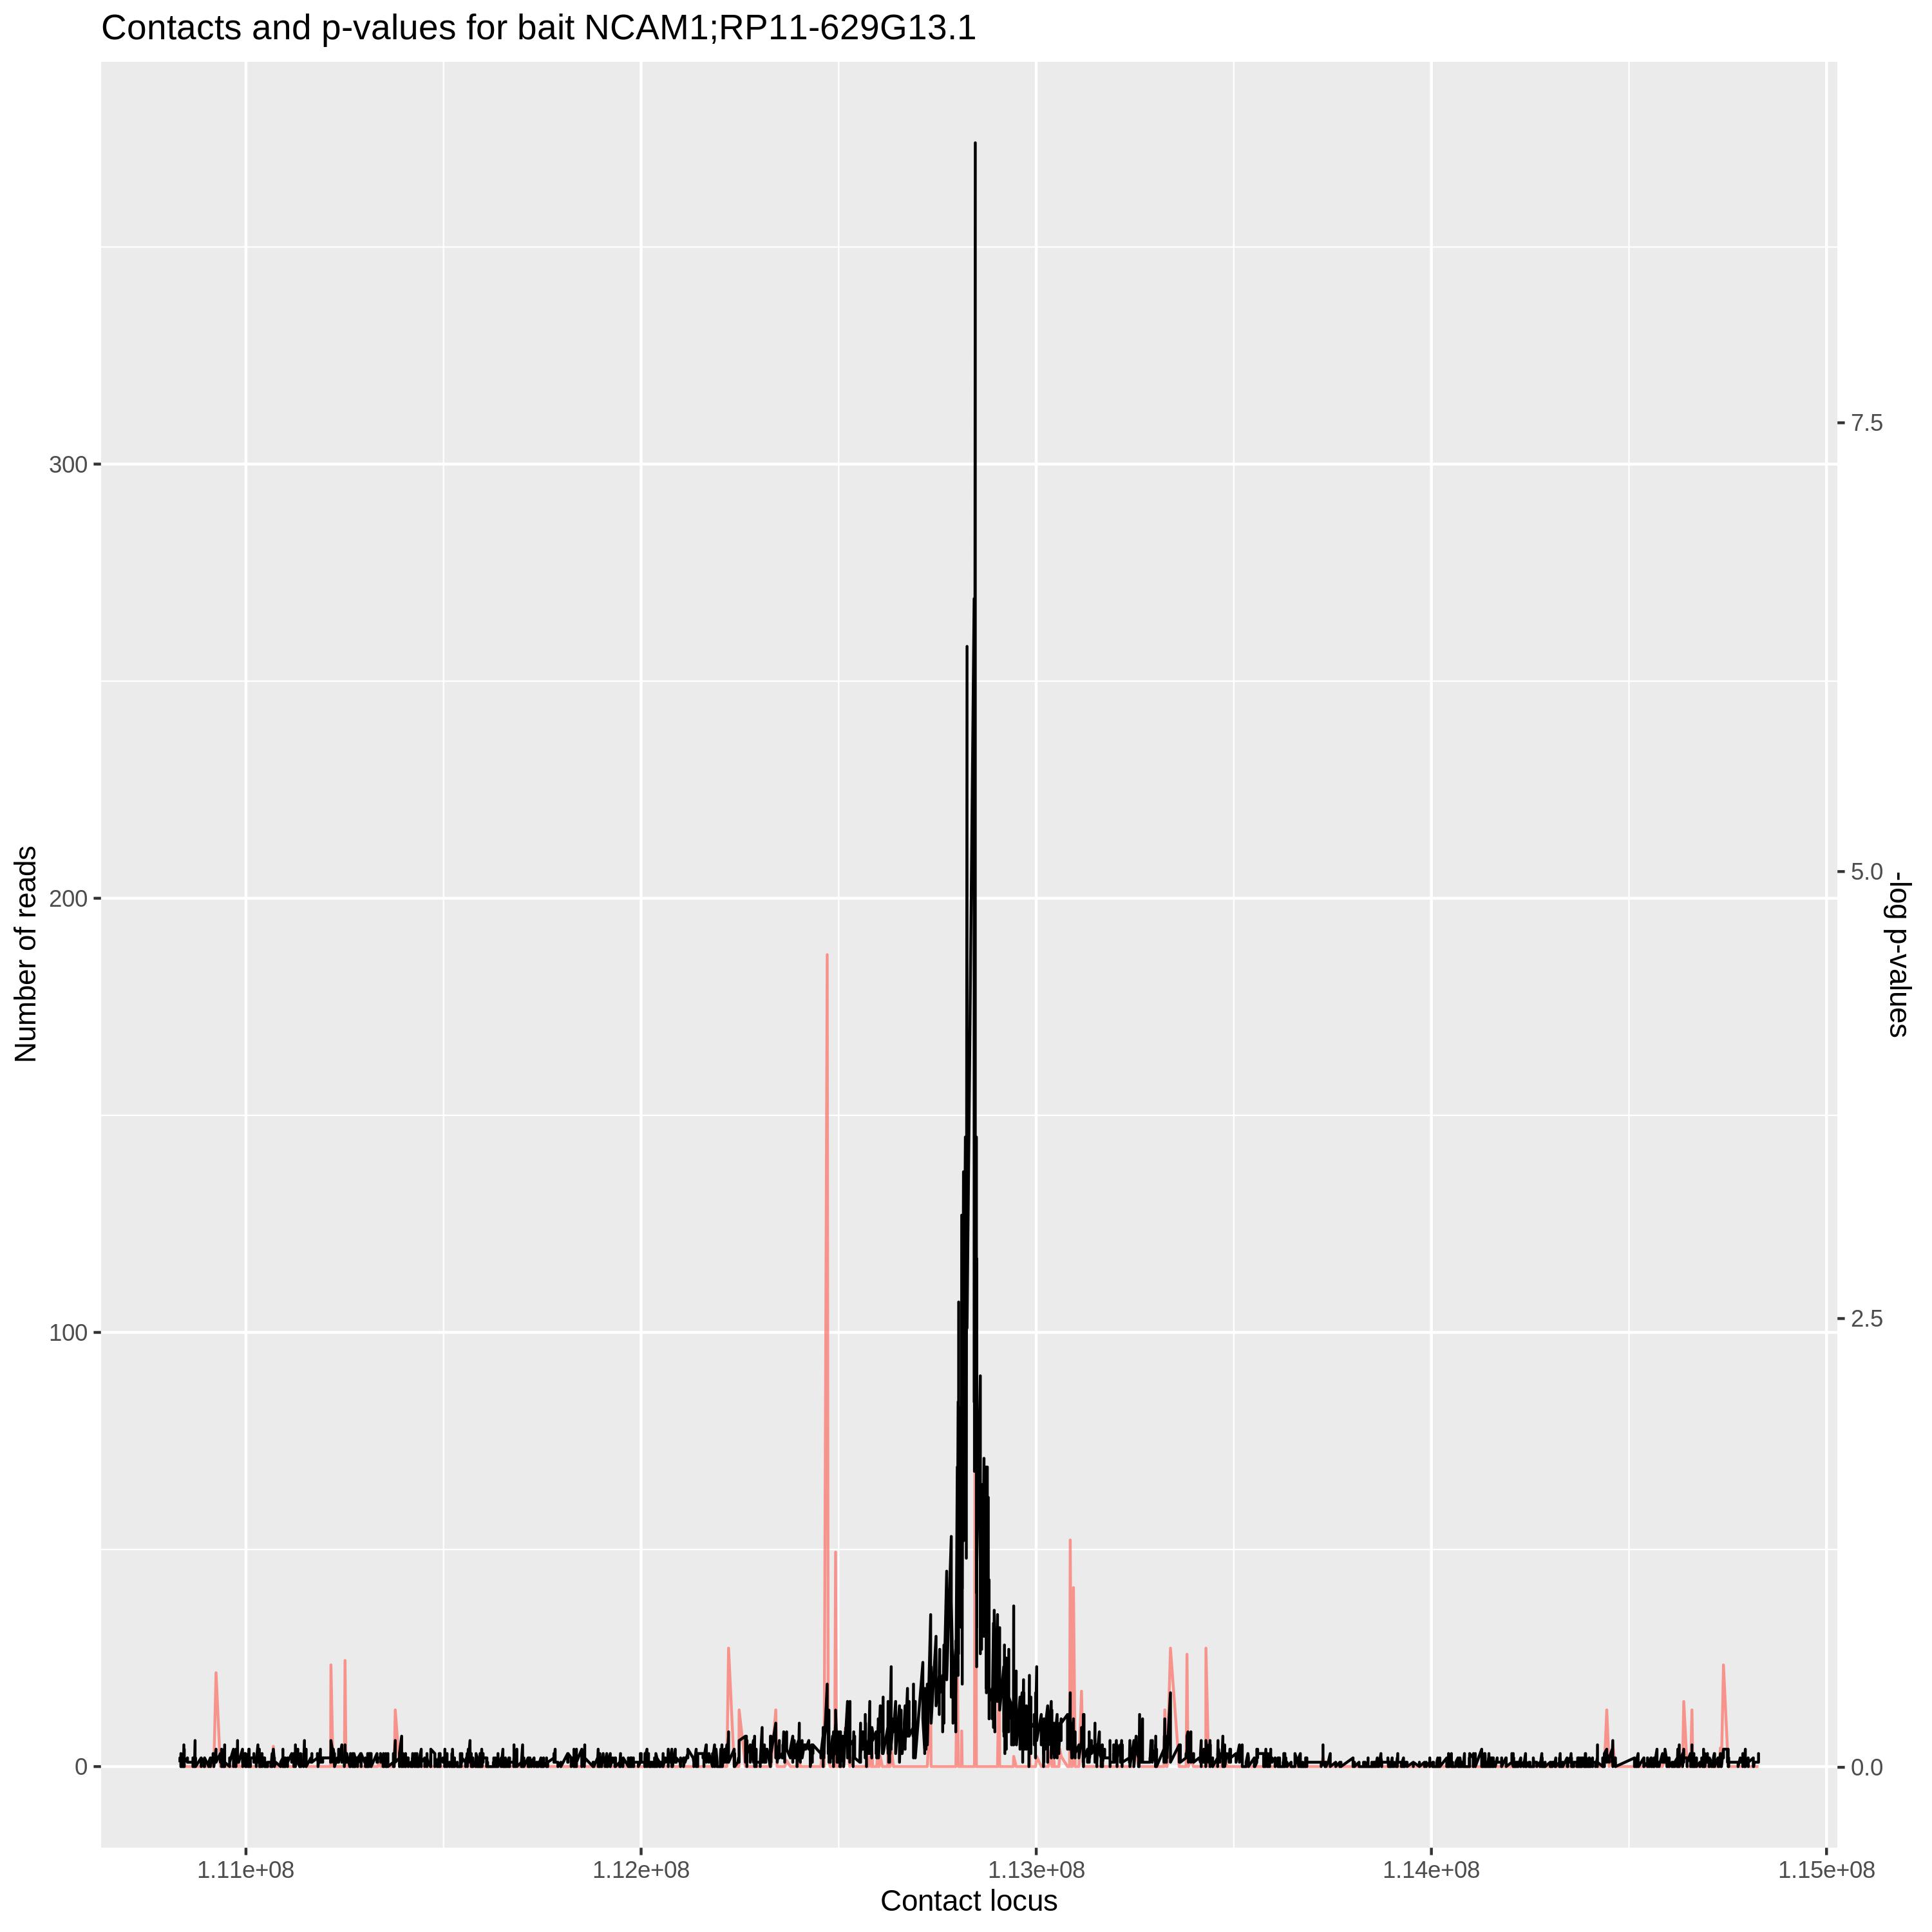 Contacts and p-values for bait NCAM1;RP11-629G13.1
Number of reads
300
200
100
0
7.5
5.0
2.5
0.0
-log p-values
1.11e+08 1.12e+08 1.13e+08 1.14e+08 1.15e+08
Contact locus